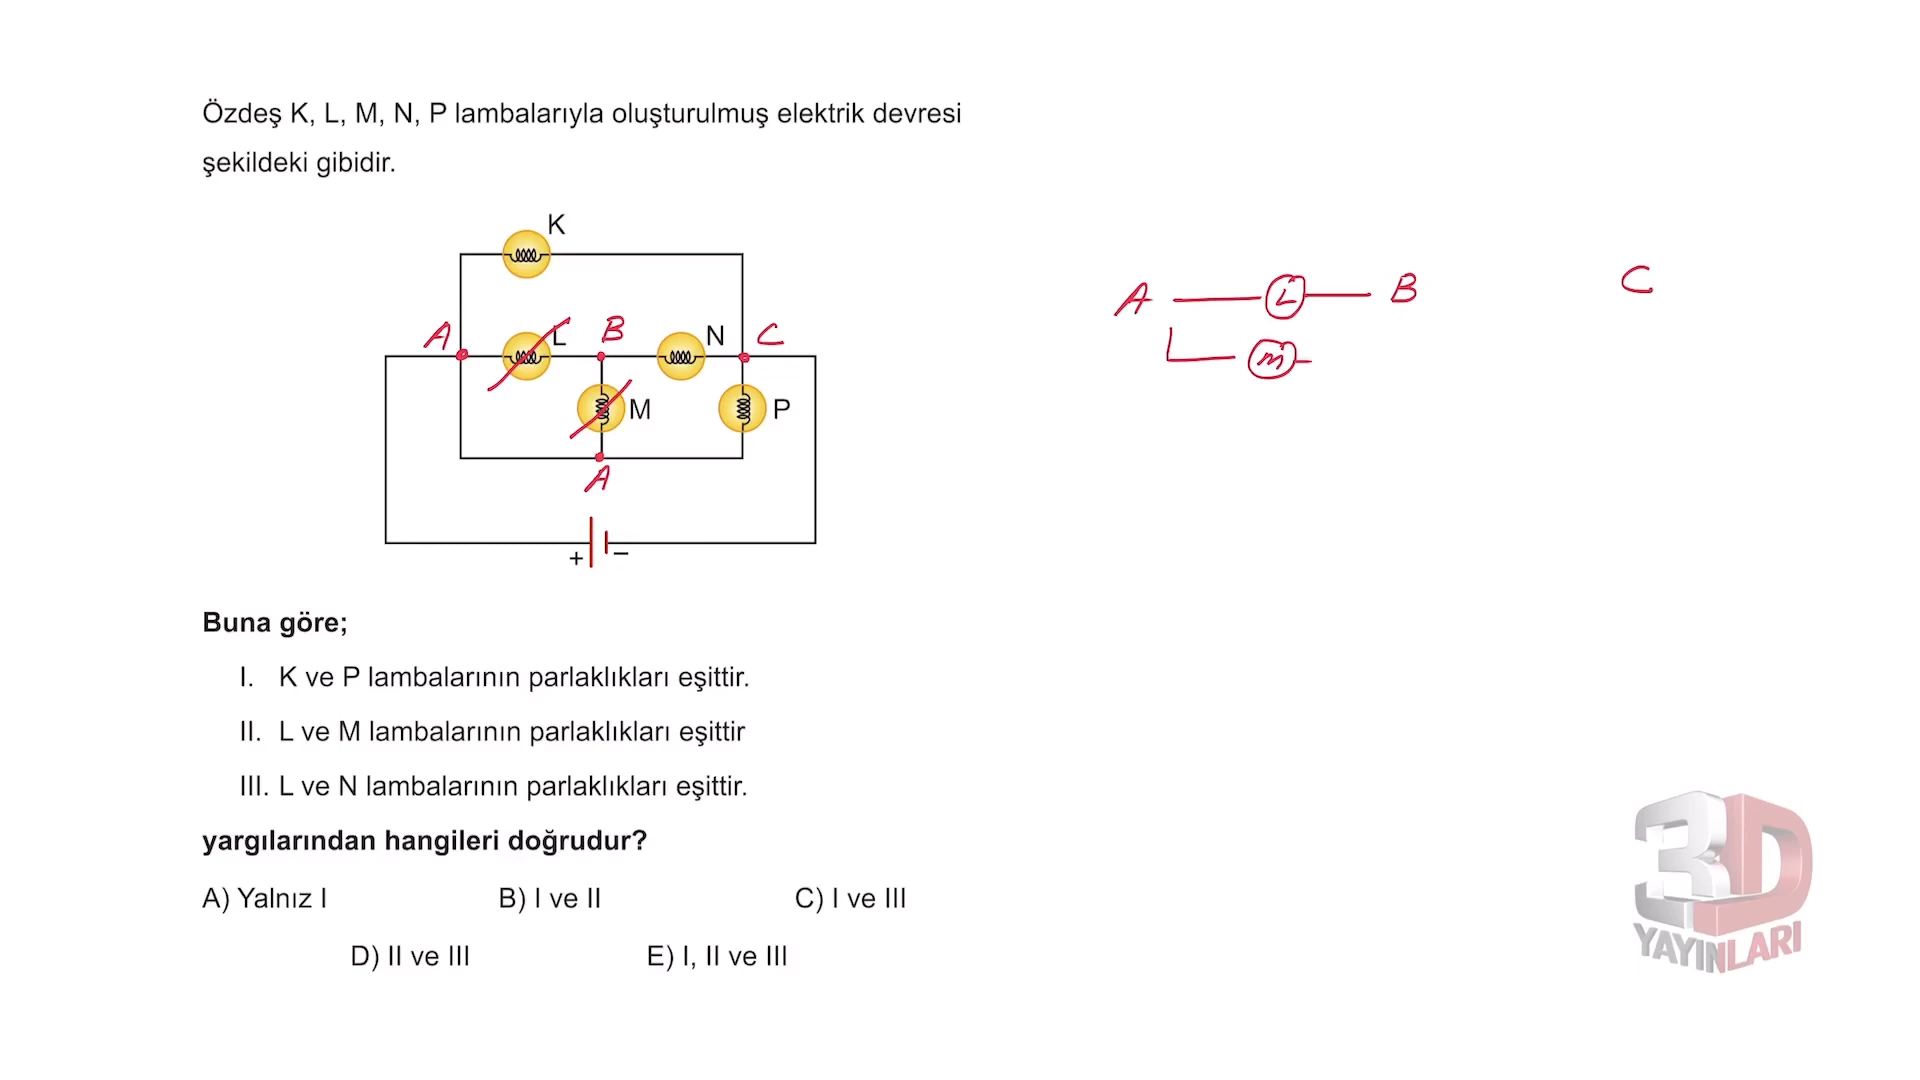 Özdeş K, L, M, N, P lambalarıyla oluşturulmuş elektrik devresi
şekildeki gibidir.
K
A L B N C
M P
A
+ −
A L B C
m
Buna göre;
I. K ve P lambalarının parlaklıkları eşittir.
II. L ve M lambalarının parlaklıkları eşittir
III. L ve N lambalarının parlaklıkları eşittir.
yargılarından hangileri doğrudur?
A) Yalnız I B) I ve II C) I ve III
D) II ve III E) I, II ve III
3D
YAYINLARI